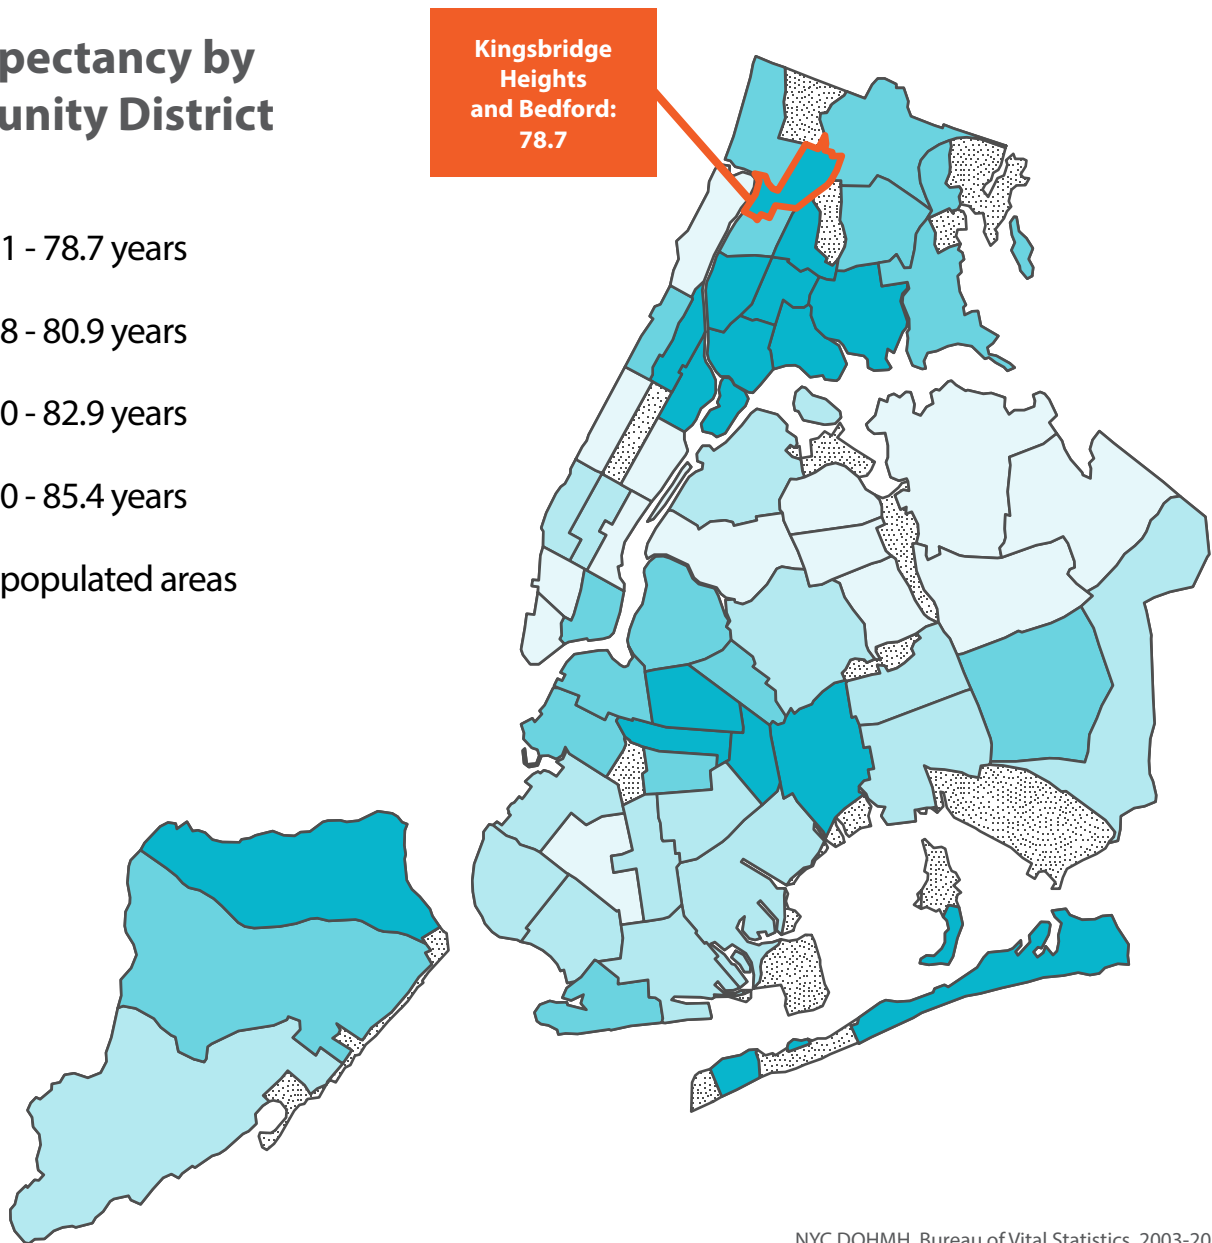 pectancy by
unity District
Kingsbridge
Heights
and Bedford:
78.7
1 - 78.7 years
8 - 80.9 years
0 - 82.9 years
0 - 85.4 years
populated areas
NYC DOHMH, Bureau of Vital Statistics, 2003-20